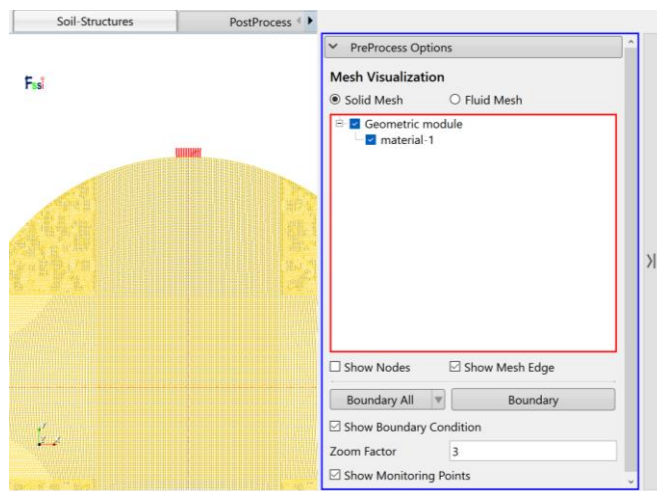 Soil-Structures
PostProcess
PreProcess Options
Mesh Visualization
Solid Mesh
Fluid Mesh
Geometric module
material-1
Show Nodes
Show Mesh Edge
Boundary All
Boundary
Show Boundary Condition
Zoom Factor
3
Show Monitoring Points